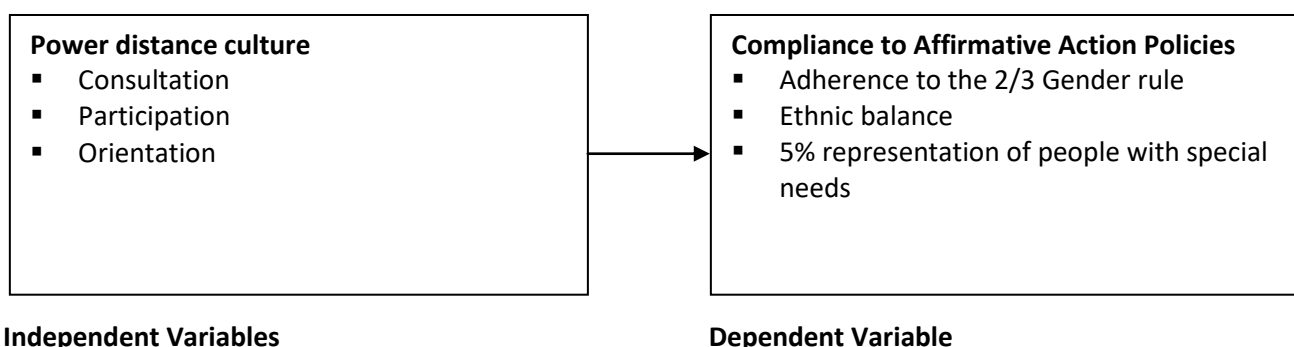 Power distance culture
▪ Consultation
▪ Participation
▪ Orientation
Compliance to Affirmative Action Policies
▪ Adherence to the 2/3 Gender rule
▪ Ethnic balance
▪ 5% representation of people with special
needs
Independent Variables
Dependent Variable